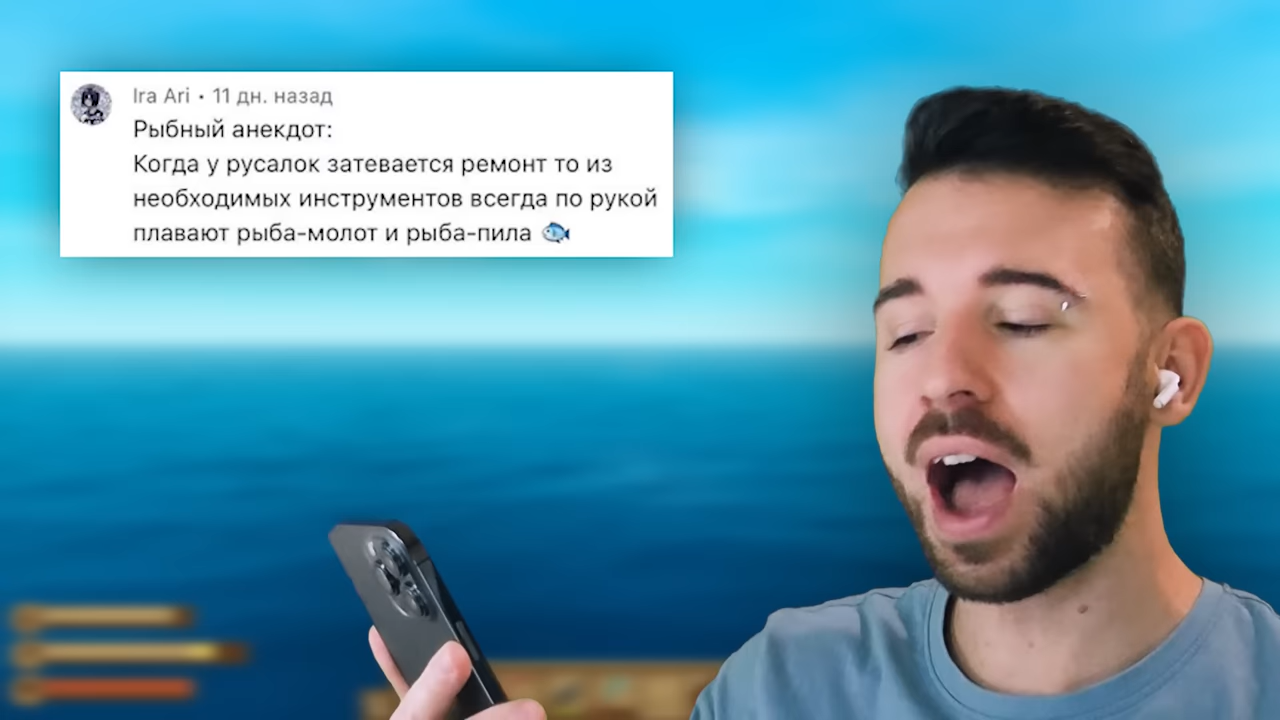 Ira Ari • 11 дн. назад
Рыбный анекдот:
Когда у русалок затевается ремонт то из
необходимых инструментов всегда по рукой
плавают рыба-молот и рыба-пила 🐟